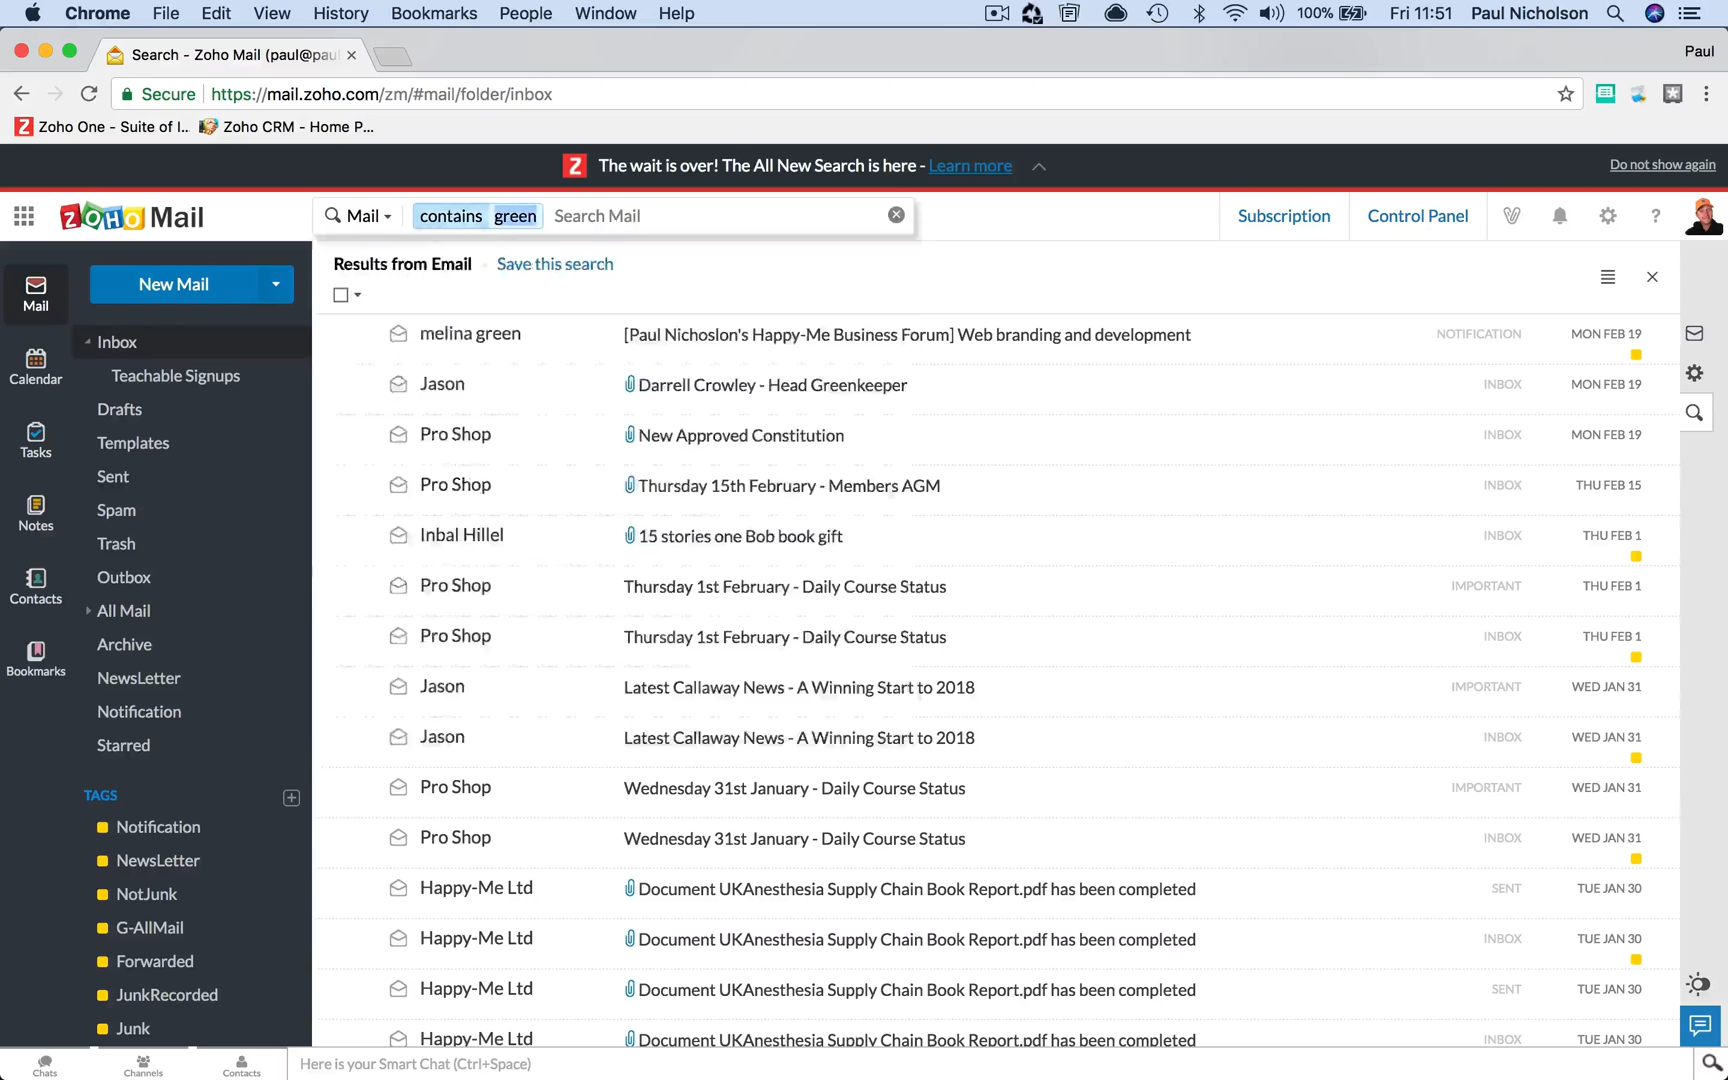 Chrome File Edit View History Bookmarks People Window Help 100% Fri 11:51 Paul Nicholson
Search - Zoho Mail (paul@pau Paul
Secure https://mail.zoho.com/zm/#mail/folder/inbox
Zoho One - Suite of I... Zoho CRM - Home P...
The wait is over! The All New Search is here - Learn more Do not show again
ZOHO Mail Mail contains green Search Mail Subscription Control Panel ?
Results from Email Save this search
Mail
Calendar
Tasks
Notes
Contacts
Bookmarks
New Mail
Inbox
Teachable Signups
Drafts
Templates
Sent
Spam
Trash
Outbox
All Mail
Archive
NewsLetter
Notification
Starred
TAGS
Notification
NewsLetter
NotJunk
G-AllMail
Forwarded
JunkRecorded
Junk
melina green [Paul Nichoslon's Happy-Me Business Forum] Web branding and development NOTIFICATION MON FEB 19
Jason Darrell Crowley - Head Greenkeeper INBOX MON FEB 19
Pro Shop New Approved Constitution INBOX MON FEB 19
Pro Shop Thursday 15th February - Members AGM INBOX THU FEB 15
Inbal Hillel 15 stories one Bob book gift INBOX THU FEB 1
Pro Shop Thursday 1st February - Daily Course Status IMPORTANT THU FEB 1
Pro Shop Thursday 1st February - Daily Course Status INBOX THU FEB 1
Jason Latest Callaway News - A Winning Start to 2018 IMPORTANT WED JAN 31
Jason Latest Callaway News - A Winning Start to 2018 INBOX WED JAN 31
Pro Shop Wednesday 31st January - Daily Course Status IMPORTANT WED JAN 31
Pro Shop Wednesday 31st January - Daily Course Status INBOX WED JAN 31
Happy-Me Ltd Document UKAnesthesia Supply Chain Book Report.pdf has been completed SENT TUE JAN 30
Happy-Me Ltd Document UKAnesthesia Supply Chain Book Report.pdf has been completed INBOX TUE JAN 30
Happy-Me Ltd Document UKAnesthesia Supply Chain Book Report.pdf has been completed SENT TUE JAN 30
Happy-Me Ltd Document UKAnesthesia Supply Chain Book Report.pdf has been completed INBOX TUE JAN 30
Chats Channels Contacts Here is your Smart Chat (Ctrl+Space)